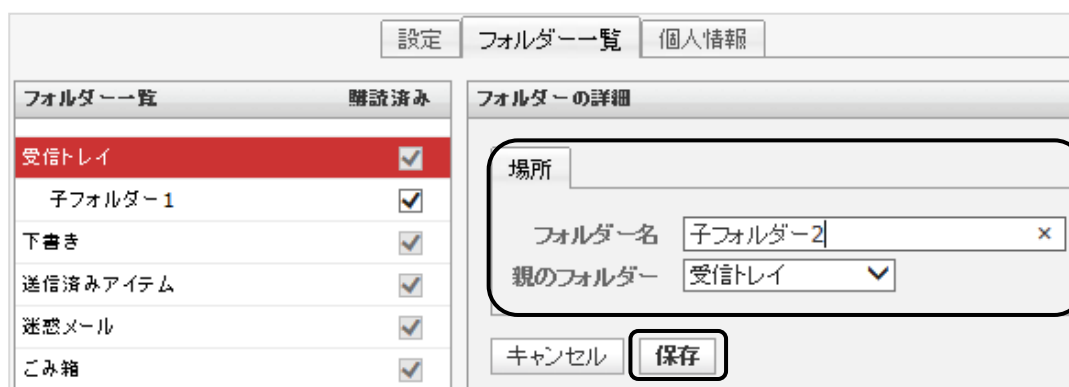 設定 フォルダー一覧 個人情報
フォルダー一覧 購読済み
受信トレイ
子フォルダー1
下書き
送信済みアイテム
迷惑メール
ごみ箱
フォルダーの詳細
場所
フォルダー名 子フォルダー2 ×
親のフォルダー 受信トレイ
キャンセル 保存